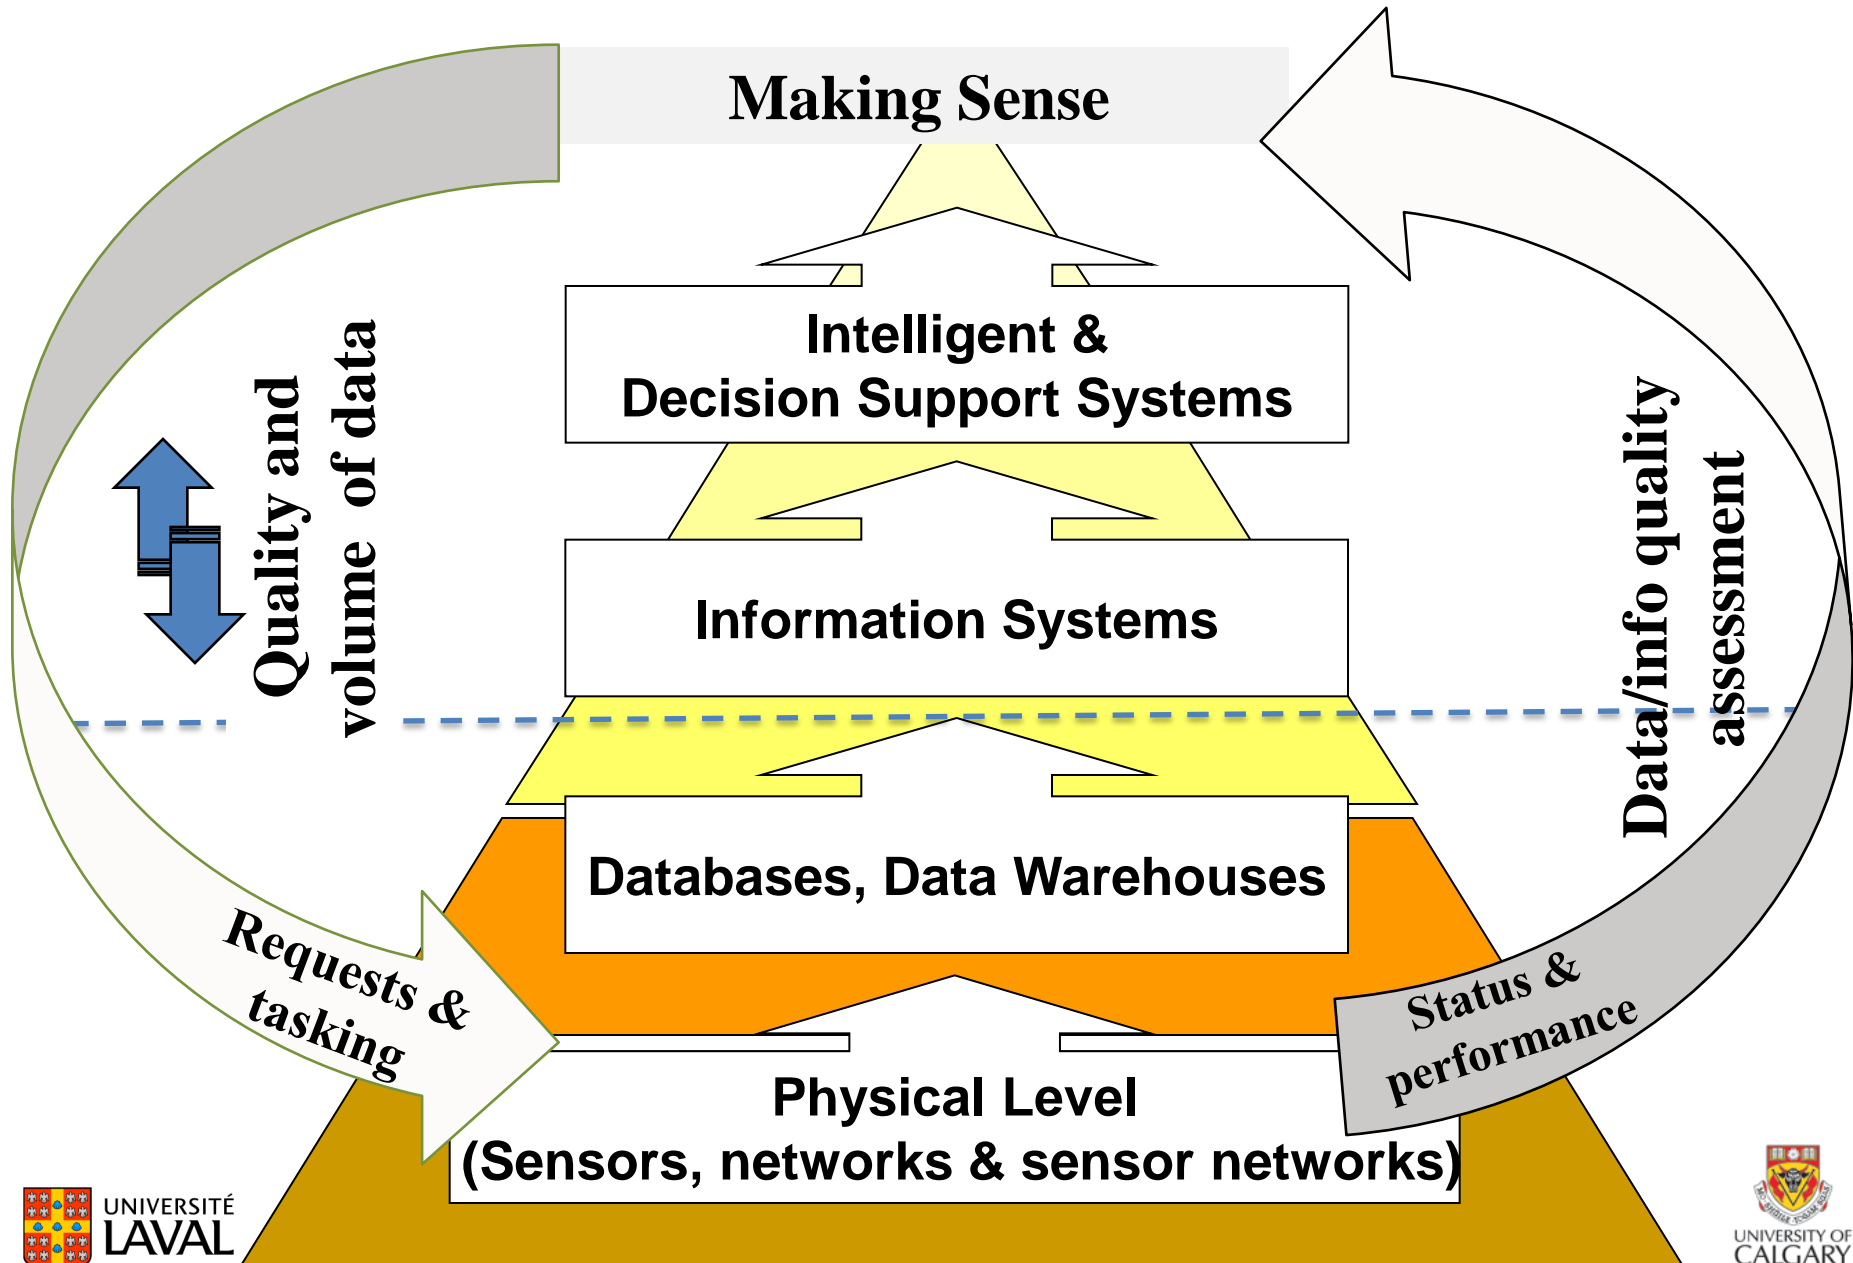 Making Sense
Intelligent &
Decision Support Systems
Quality and
volume of data
Data/info quality
assessment
Information Systems
Databases, Data Warehouses
Requests &
tasking
Status &
performance
Physical Level
(Sensors, networks & sensor networks)
UNIVERSITÉ
LAVAL
UNIVERSITY OF
CALGARY